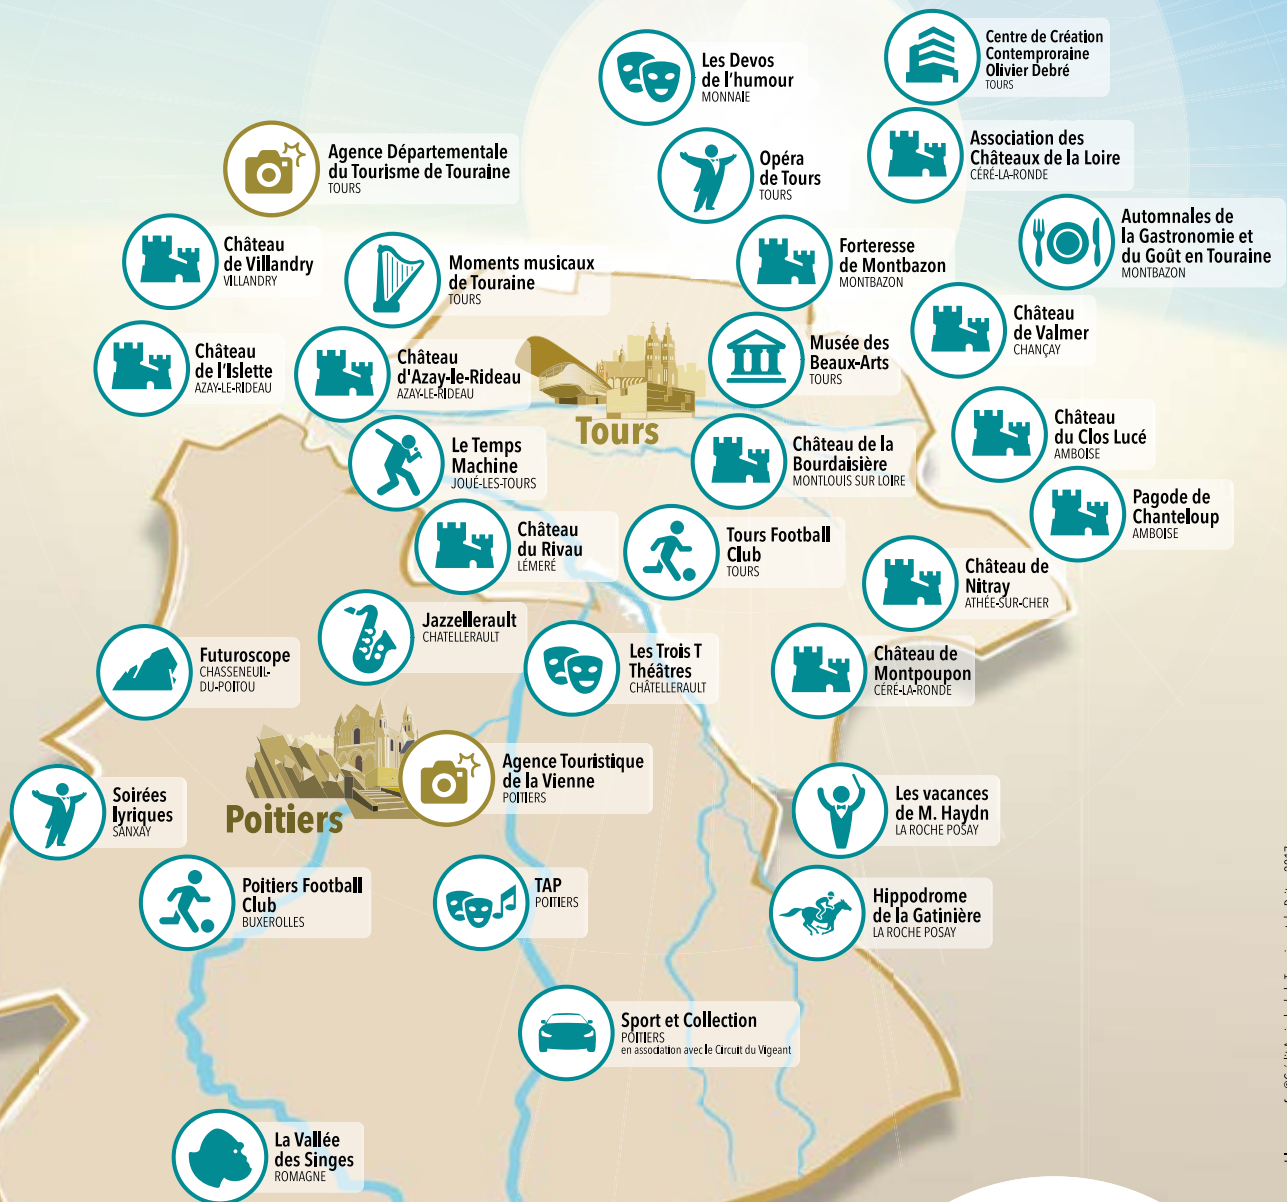 Les Devos
de l'humour
MONNAIE
Centre de Création
Contemproraine
Olivier Debré
TOURS
Agence Départementale
du Tourisme de Touraine
TOURS
Opéra
de Tours
TOURS
Association des
Châteaux de la Loire
CÉRÉ-LA-RONDE
Château
de Villandry
VILLANDRY
Moments musicaux
de Touraine
TOURS
Forteresse
de Montbazon
MONTBAZON
Automnales de
la Gastronomie et
du Goût en Touraine
MONTBAZON
Château
de l'Islette
AZAY-LE-RIDEAU
Château
d'Azay-le-Rideau
AZAY-LE-RIDEAU
Musée des
Beaux-Arts
TOURS
Château
de Valmer
CHANÇAY
Tours
Le Temps
Machine
JOUÉ-LES-TOURS
Château de la
Bourdaisière
MONTLOUIS SUR LOIRE
Château
du Clos Lucé
AMBOISE
Château
du Rivau
LÉMERÉ
Tours Football
Club
TOURS
Pagode de
Chanteloup
AMBOISE
Château de
Nitray
ATHÉE-SUR-CHER
Jazzellerault
CHATELLERAULT
Futuroscope
CHASSENEUIL-
DU-POITOU
Les Trois T
Théâtres
CHÂTELLERAULT
Château de
Montpoupon
CÉRÉ-LA-RONDE
Agence Touristique
de la Vienne
POITIERS
Poitiers
Soirées
lyriques
SANXAY
Les vacances
de M. Haydn
LA ROCHE POSAY
Poitiers Football
Club
BUXEROLLES
TAP
POITIERS
Hippodrome
de la Gatinière
LA ROCHE POSAY
Sport et Collection
POITIERS
en association avec le Circuit du Vigeant
La Vallée
des Singes
ROMAGNE